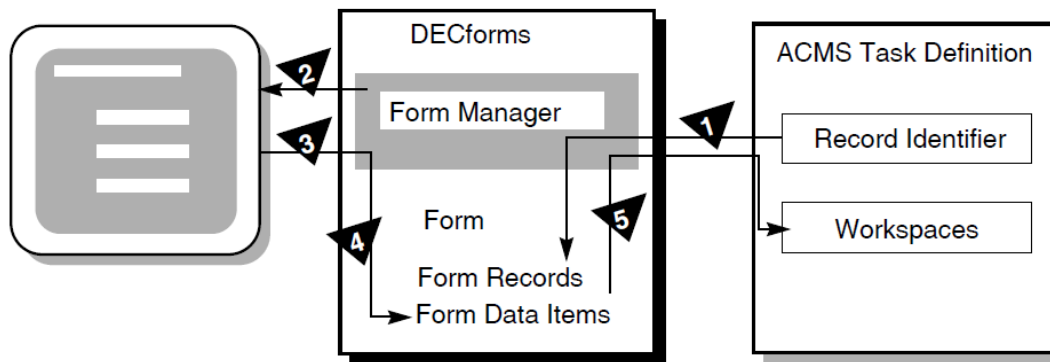 DECforms
ACMS Task Definition
2
Form Manager
1
Record Identifier
3
4
Form
5
Workspaces
Form Records
Form Data Items